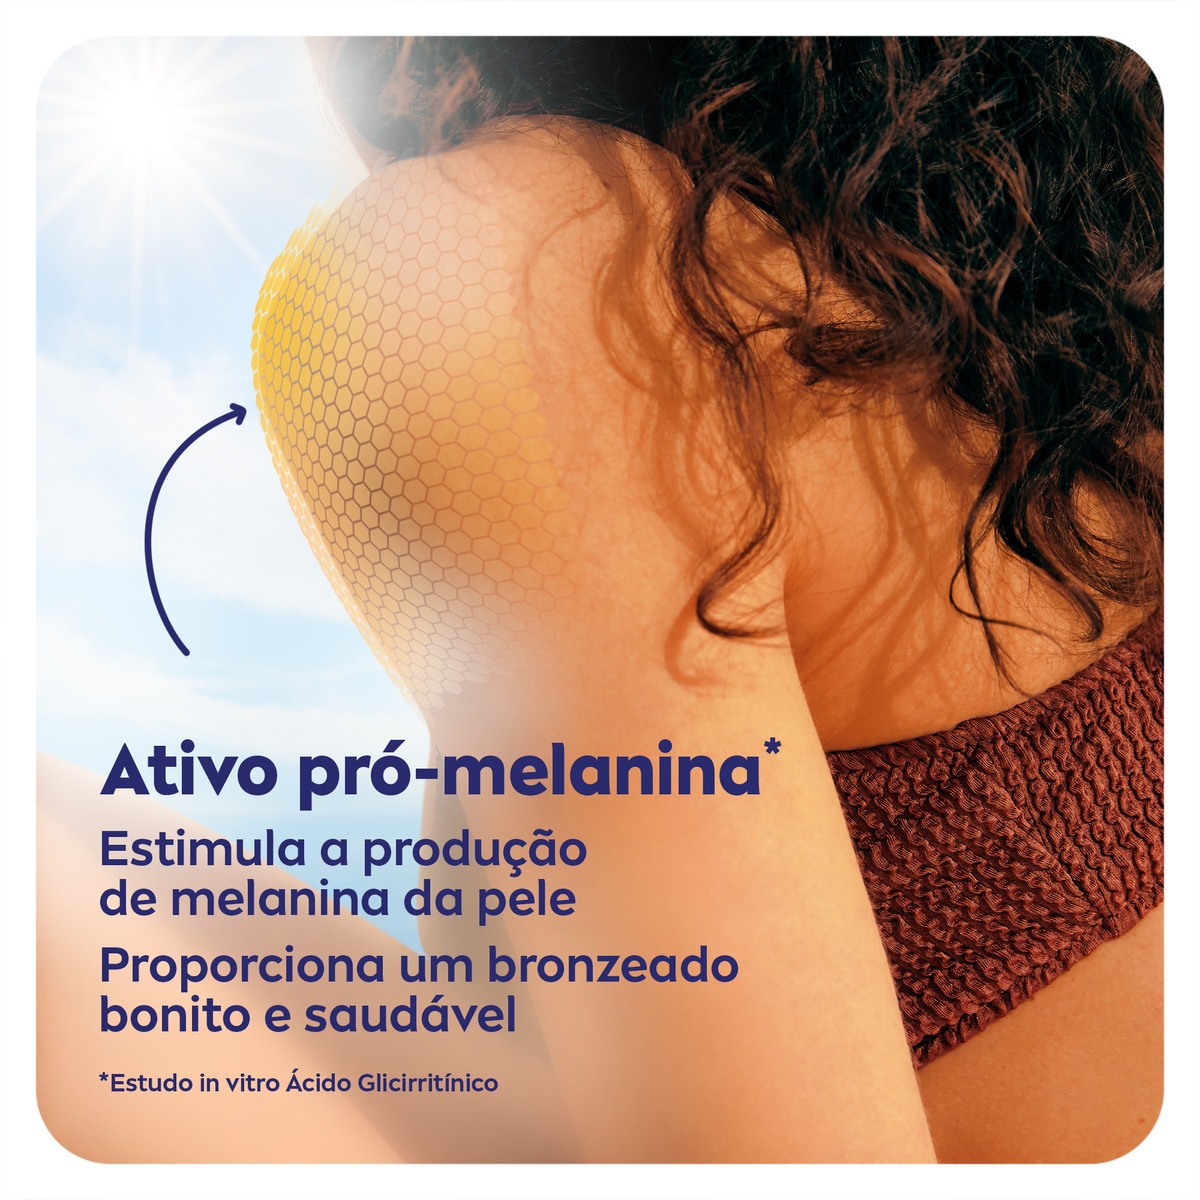 Ativo pró-melanina*
Estimula a produção
de melanina da pele
Proporciona um bronzeado
bonito e saudável
*Estudo in vitro Ácido Glicirritínico